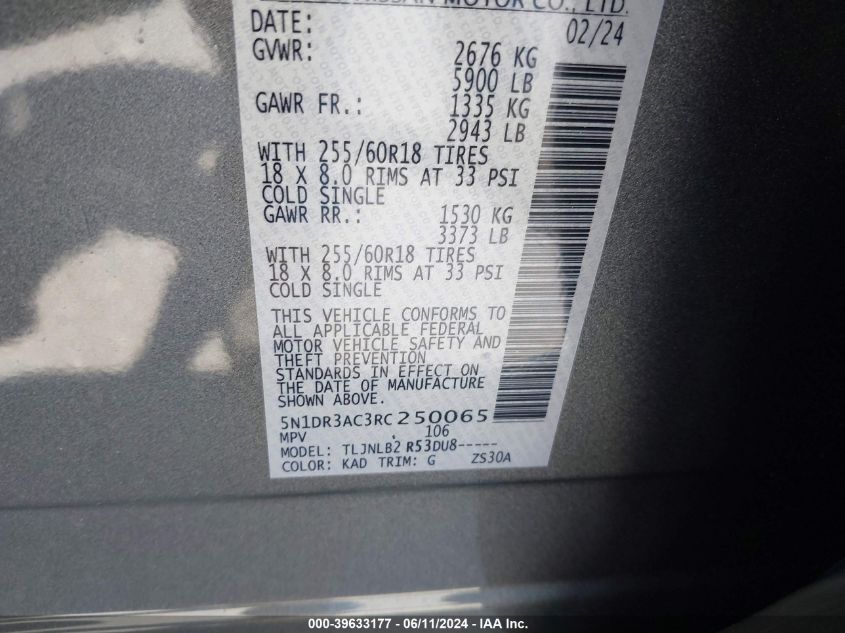 NISSAN MOTOR CO., LTD.
DATE: 02/24
GVWR: 2676 KG
5900 LB
GAWR FR.: 1335 KG
2943 LB
WITH 255/60R18 TIRES
18 X 8.0 RIMS AT 33 PSI
COLD SINGLE
GAWR RR.: 1530 KG
3373 LB
WITH 255/60R18 TIRES
18 X 8.0 RIMS AT 33 PSI
COLD SINGLE
THIS VEHICLE CONFORMS TO
ALL APPLICABLE FEDERAL
MOTOR VEHICLE SAFETY AND
THEFT PREVENTION
STANDARDS IN EFFECT ON
THE DATE OF MANUFACTURE
SHOWN ABOVE.
5N1DR3AC3RC250065
MPV 106
MODEL: TLJNLB2 R53DU8-----
COLOR: KAD TRIM: G ZS30A
000-39633177 - 06/11/2024 - IAA Inc.